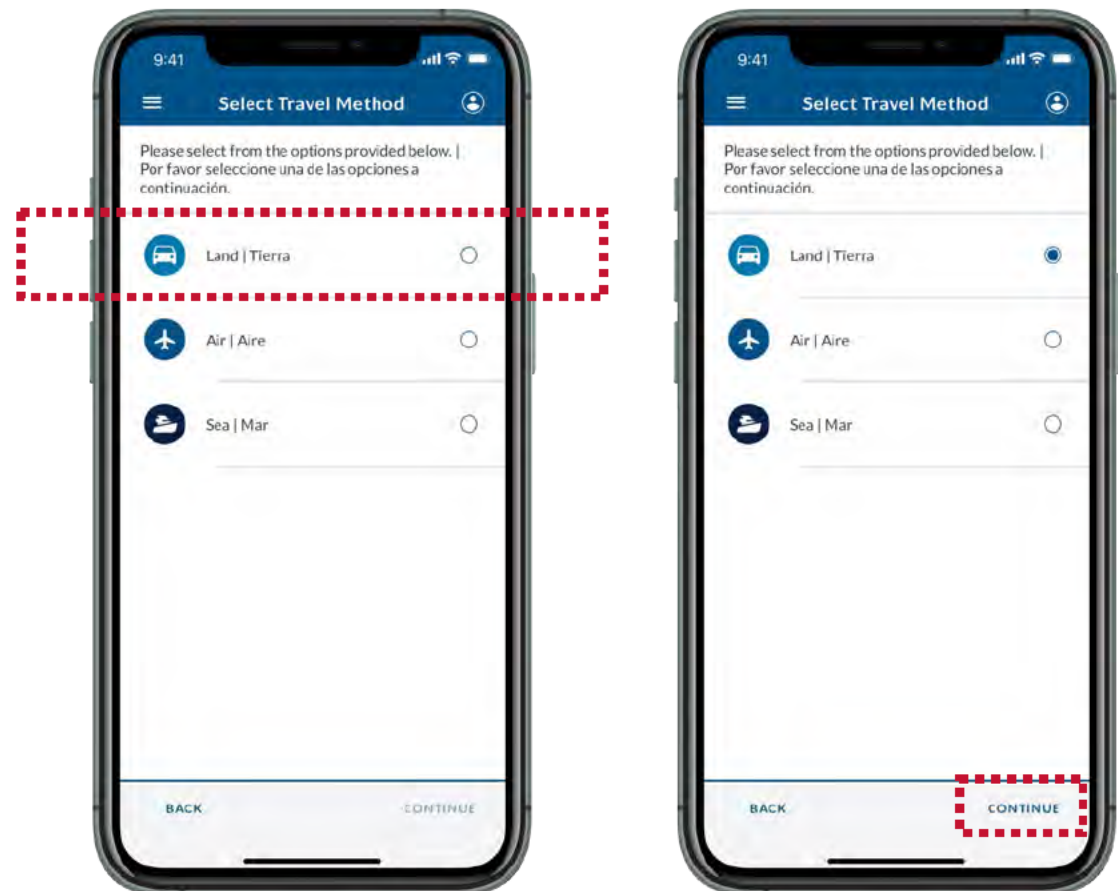 9:41
Select Travel Method
Please select from the options provided below. |
Por favor seleccione una de las opciones a
continuación.
Land | Tierra
Air | Aire
Sea | Mar
BACK
CONTINUE
9:41
Select Travel Method
Please select from the options provided below. |
Por favor seleccione una de las opciones a
continuación.
Land | Tierra
Air | Aire
Sea | Mar
BACK
CONTINUE